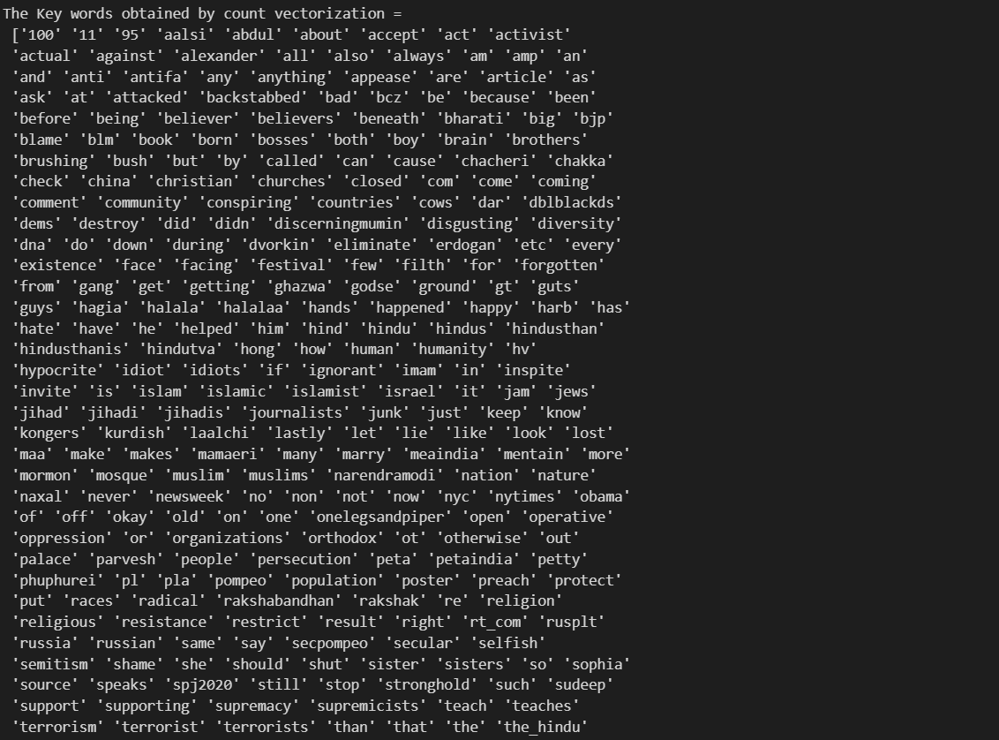 The Key words obtained by count vectorization =
['100' '11' '95' 'aalsi' 'abdul' 'about' 'accept' 'act' 'activist'
'actual' 'against' 'alexander' 'all' 'also' 'always' 'am' 'amp' 'an'
'and' 'anti' 'antifa' 'any' 'anything' 'appease' 'are' 'article' 'as'
'ask' 'at' 'attacked' 'backstabbed' 'bad' 'bcz' 'be' 'because' 'been'
'before' 'being' 'believer' 'believers' 'beneath' 'bharati' 'big' 'bjp'
'blame' 'blm' 'book' 'born' 'bosses' 'both' 'boy' 'brain' 'brothers'
'brushing' 'bush' 'but' 'by' 'called' 'can' 'cause' 'chacheri' 'chakka'
'check' 'china' 'christian' 'churches' 'closed' 'com' 'come' 'coming'
'comment' 'community' 'conspiring' 'countries' 'cows' 'dar' 'dblblackds'
'dems' 'destroy' 'did' 'didn' 'discerningmumin' 'disgusting' 'diversity'
'dna' 'do' 'down' 'during' 'dvorkin' 'eliminate' 'erdogan' 'etc' 'every'
'existence' 'face' 'facing' 'festival' 'few' 'filth' 'for' 'forgotten'
'from' 'gang' 'get' 'getting' 'ghazwa' 'godse' 'ground' 'gt' 'guts'
'guys' 'hagia' 'halala' 'halalaa' 'hands' 'happened' 'happy' 'harb' 'has'
'hate' 'have' 'he' 'helped' 'him' 'hind' 'hindu' 'hindus' 'hindusthan'
'hindusthanis' 'hindutva' 'hong' 'how' 'human' 'humanity' 'hv'
'hypocrite' 'idiot' 'idiots' 'if' 'ignorant' 'imam' 'in' 'inspite'
'invite' 'is' 'islam' 'islamic' 'islamist' 'israel' 'it' 'jam' 'jews'
'jihad' 'jihadi' 'jihadis' 'journalists' 'junk' 'just' 'keep' 'know'
'kongers' 'kurdish' 'laalchi' 'lastly' 'let' 'lie' 'like' 'look' 'lost'
'maa' 'make' 'makes' 'mamaeri' 'many' 'marry' 'meaindia' 'mentain' 'more'
'mormon' 'mosque' 'muslim' 'muslims' 'narendramodi' 'nation' 'nature'
'naxal' 'never' 'newsweek' 'no' 'non' 'not' 'now' 'nyc' 'nytimes' 'obama'
'of' 'off' 'okay' 'old' 'on' 'one' 'onelegsandpiper' 'open' 'operative'
'oppression' 'or' 'organizations' 'orthodox' 'ot' 'otherwise' 'out'
'palace' 'parvesh' 'people' 'persecution' 'peta' 'petaindia' 'petty'
'phuphurei' 'pl' 'pla' 'pompeo' 'population' 'poster' 'preach' 'protect'
'put' 'races' 'radical' 'rakshabandhan' 'rakshak' 're' 'religion'
'religious' 'resistance' 'restrict' 'result' 'right' 'rt_com' 'rusplt'
'russia' 'russian' 'same' 'say' 'secpompeo' 'secular' 'selfish'
'semitism' 'shame' 'she' 'should' 'shut' 'sister' 'sisters' 'so' 'sophia'
'source' 'speaks' 'spj2020' 'still' 'stop' 'stronghold' 'such' 'sudeep'
'support' 'supporting' 'supremacy' 'supremicists' 'teach' 'teaches'
'terrorism' 'terrorist' 'terrorists' 'than' 'that' 'the' 'the_hindu'